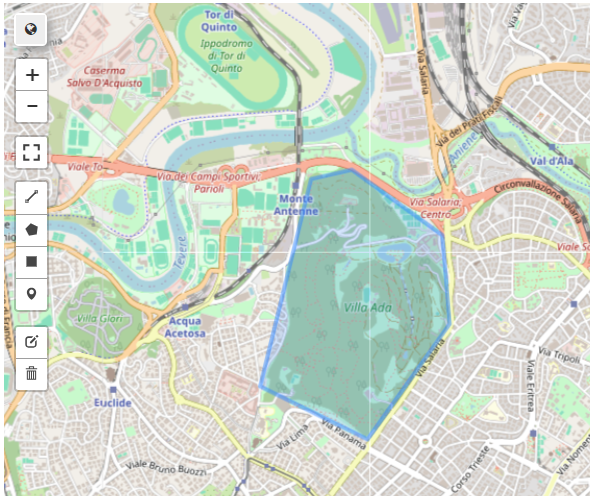 Tor di
Quinto
Ippodromo
di Tor di
Quinto
Caserma
Salvo D'Acquisto
Via Salaria
Via dei Prati Fiscali
Aniene
Val d'Ala
Viale To
Via dei Campi Sportivi;
Parioli
Monte
Antenne
Via Salaria;
Centro
Circonvallazione Salaria
Viale
Tevere
Villa Glori
Acqua
Acetosa
Villa Ada
Via Salaria
Via Tripoli
Viale Eritrea
Euclide
Via Lima
Via Panama
Viale Bruno Buozzi
Corso Trieste
Via Nomen
+
−